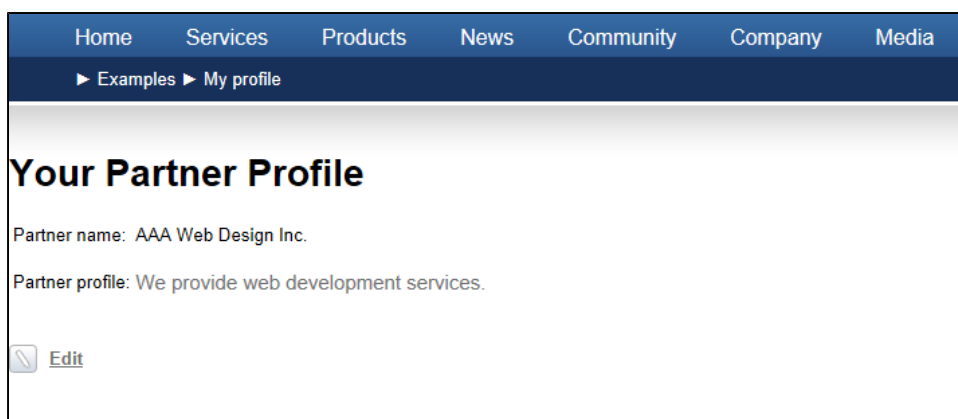 Home Services Products News Community Company Media
► Examples ► My profile
Your Partner Profile
Partner name: AAA Web Design Inc.
Partner profile: We provide web development services.
Edit